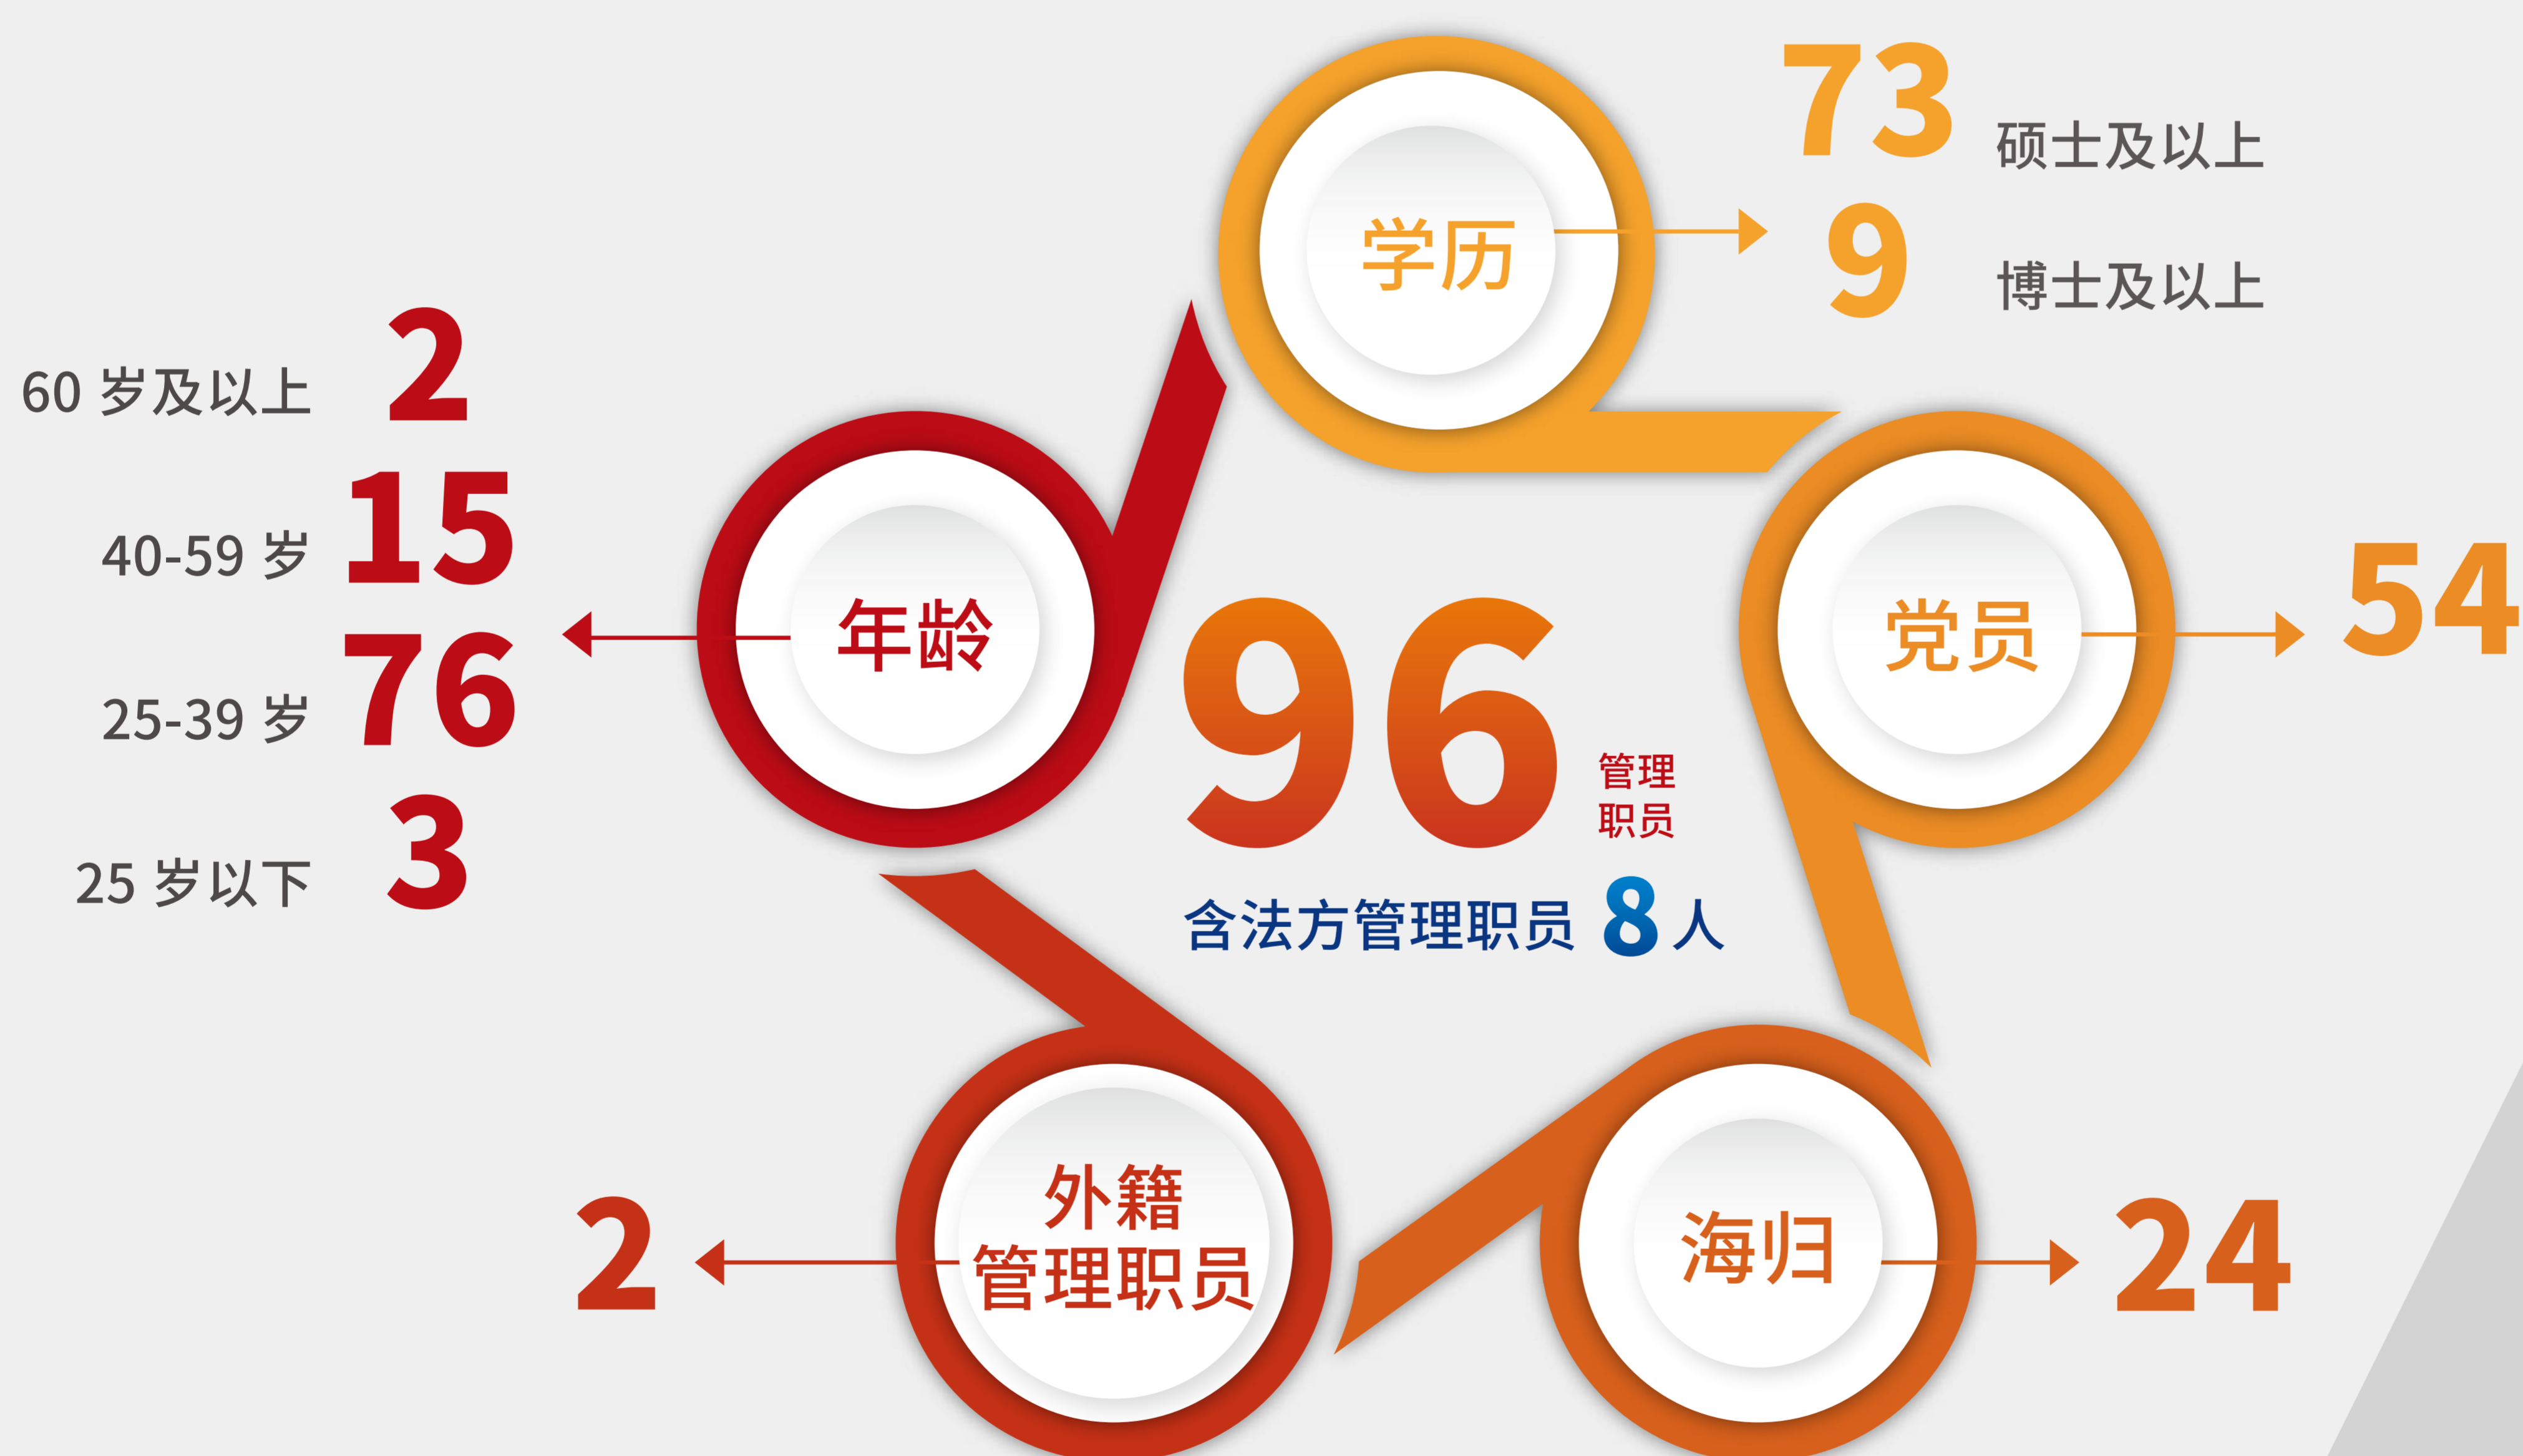 学历
73 硕士及以上
9 博士及以上
60 岁及以上 2
40-59 岁 15
25-39 岁 76
25 岁以下 3
年龄
96 管理
职员
含法方管理职员 8 人
党员
54
外籍
管理职员
2
海归
24